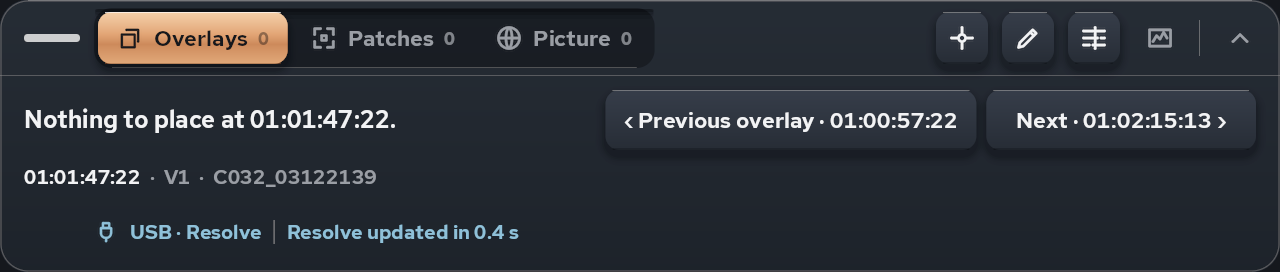 Overlays 0 Patches 0 Picture 0
Nothing to place at 01:01:47:22.
‹ Previous overlay · 01:00:57:22
Next · 01:02:15:13 ›
01:01:47:22 · V1 · C032_03122139
USB · Resolve | Resolve updated in 0.4 s